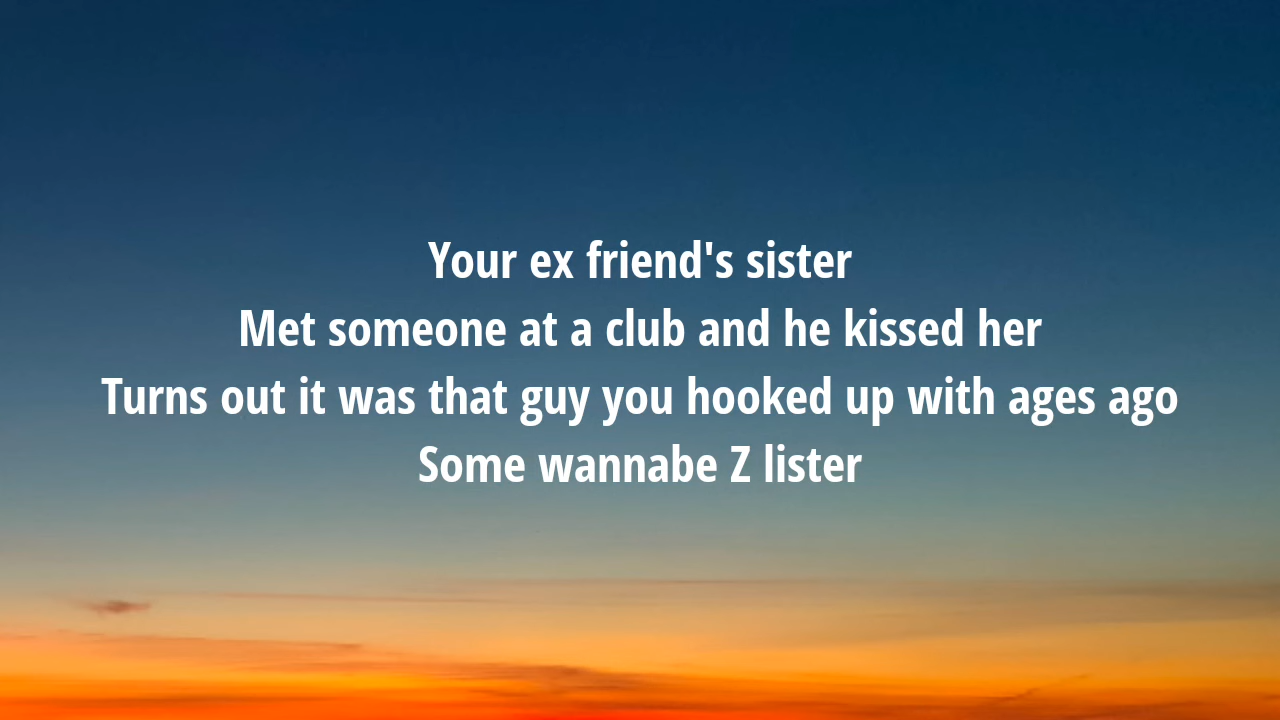 Your ex friend's sister
Met someone at a club and he kissed her
Turns out it was that guy you hooked up with ages ago
Some wannabe Z lister